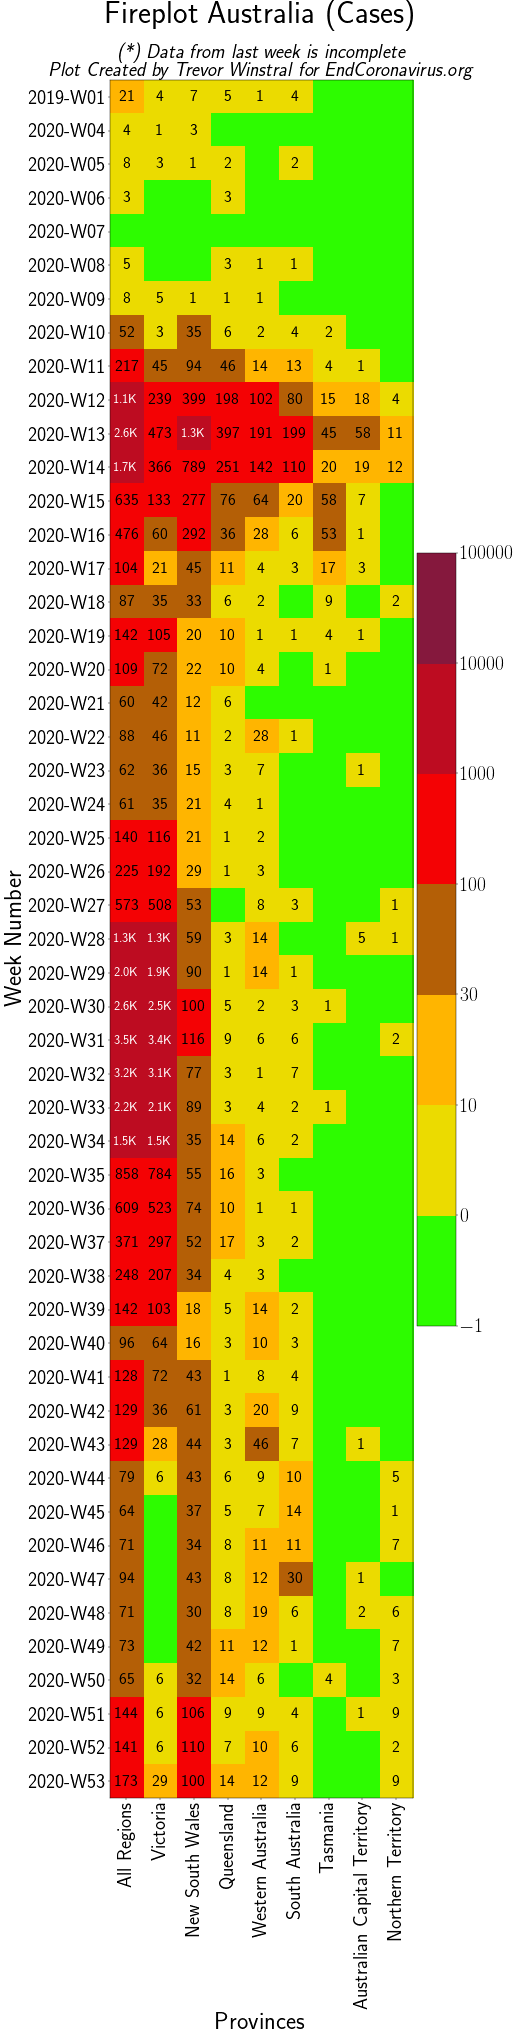 Fireplot Australia (Cases)
(*) Data from last week is incomplete
Plot Created by Trevor Winstral for EndCoronavirus.org
2019-W01 21 4 7 5 1 4
2020-W04 4 1 3
2020-W05 8 3 1 2 2
2020-W06 3 3
2020-W07
2020-W08 5 3 1 1
2020-W09 8 5 1 1 1
2020-W10 52 3 35 6 2 4 2
2020-W11 217 45 94 46 14 13 4 1
2020-W12 1.1K 239 399 198 102 80 15 18 4
2020-W13 2.6K 473 1.3K 397 191 199 45 58 11
2020-W14 1.7K 366 789 251 142 110 20 19 12
2020-W15 635 133 277 76 64 20 58 7
2020-W16 476 60 292 36 28 6 53 1
2020-W17 104 21 45 11 4 3 17 3
2020-W18 87 35 33 6 2 9 2
2020-W19 142 105 20 10 1 1 4 1
2020-W20 109 72 22 10 4 1
2020-W21 60 42 12 6
2020-W22 88 46 11 2 28 1
2020-W23 62 36 15 3 7 1
2020-W24 61 35 21 4 1
2020-W25 140 116 21 1 2
2020-W26 225 192 29 1 3
2020-W27 573 508 53 8 3 1
2020-W28 1.3K 1.3K 59 3 14 5 1
2020-W29 2.0K 1.9K 90 1 14 1
2020-W30 2.6K 2.5K 100 5 2 3 1
2020-W31 3.5K 3.4K 116 9 6 6 2
2020-W32 3.2K 3.1K 77 3 1 7
2020-W33 2.2K 2.1K 89 3 4 2 1
2020-W34 1.5K 1.5K 35 14 6 2
2020-W35 858 784 55 16 3
2020-W36 609 523 74 10 1 1
2020-W37 371 297 52 17 3 2
2020-W38 248 207 34 4 3
2020-W39 142 103 18 5 14 2
2020-W40 96 64 16 3 10 3
2020-W41 128 72 43 1 8 4
2020-W42 129 36 61 3 20 9
2020-W43 129 28 44 3 46 7 1
2020-W44 79 6 43 6 9 10 5
2020-W45 64 37 5 7 14 1
2020-W46 71 34 8 11 11 7
2020-W47 94 43 8 12 30 1
2020-W48 71 30 8 19 6 2 6
2020-W49 73 42 11 12 1 7
2020-W50 65 6 32 14 6 4 3
2020-W51 144 6 106 9 9 4 1 9
2020-W52 141 6 110 7 10 6 2
2020-W53 173 29 100 14 12 9 9
Week Number
100000
10000
1000
100
30
10
0
−1
All Regions
Victoria
New South Wales
Queensland
Western Australia
South Australia
Tasmania
Australian Capital Territory
Northern Territory
Provinces